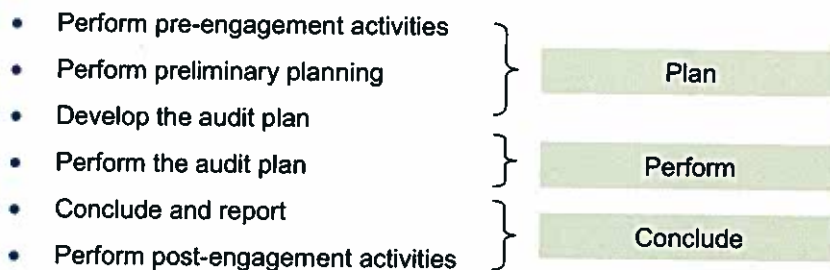 • Perform pre-engagement activities
• Perform preliminary planning
Plan
• Develop the audit plan
• Perform the audit plan
Perform
• Conclude and report
Conclude
• Perform post-engagement activities